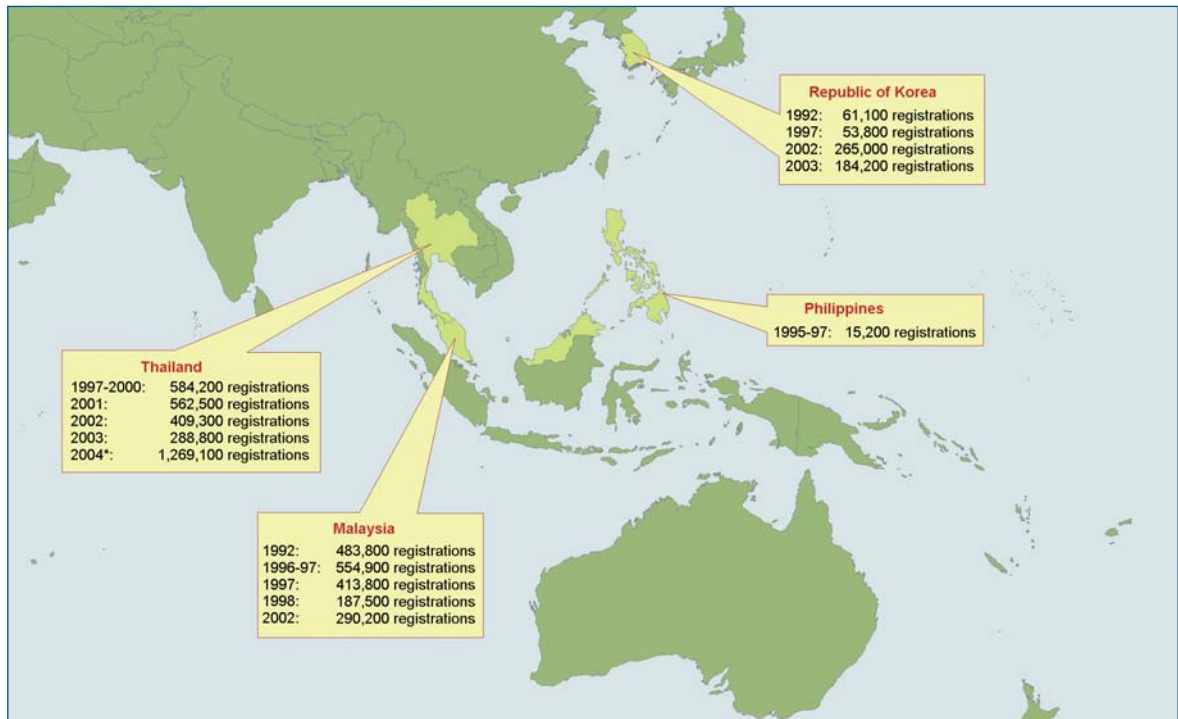 Republic of Korea
1992: 61,100 registrations
1997: 53,800 registrations
2002: 265,000 registrations
2003: 184,200 registrations
Philippines
1995-97: 15,200 registrations
Thailand
1997-2000: 584,200 registrations
2001: 562,500 registrations
2002: 409,300 registrations
2003: 288,800 registrations
2004*: 1,269,100 registrations
Malaysia
1992: 483,800 registrations
1996-97: 554,900 registrations
1997: 413,800 registrations
1998: 187,500 registrations
2002: 290,200 registrations